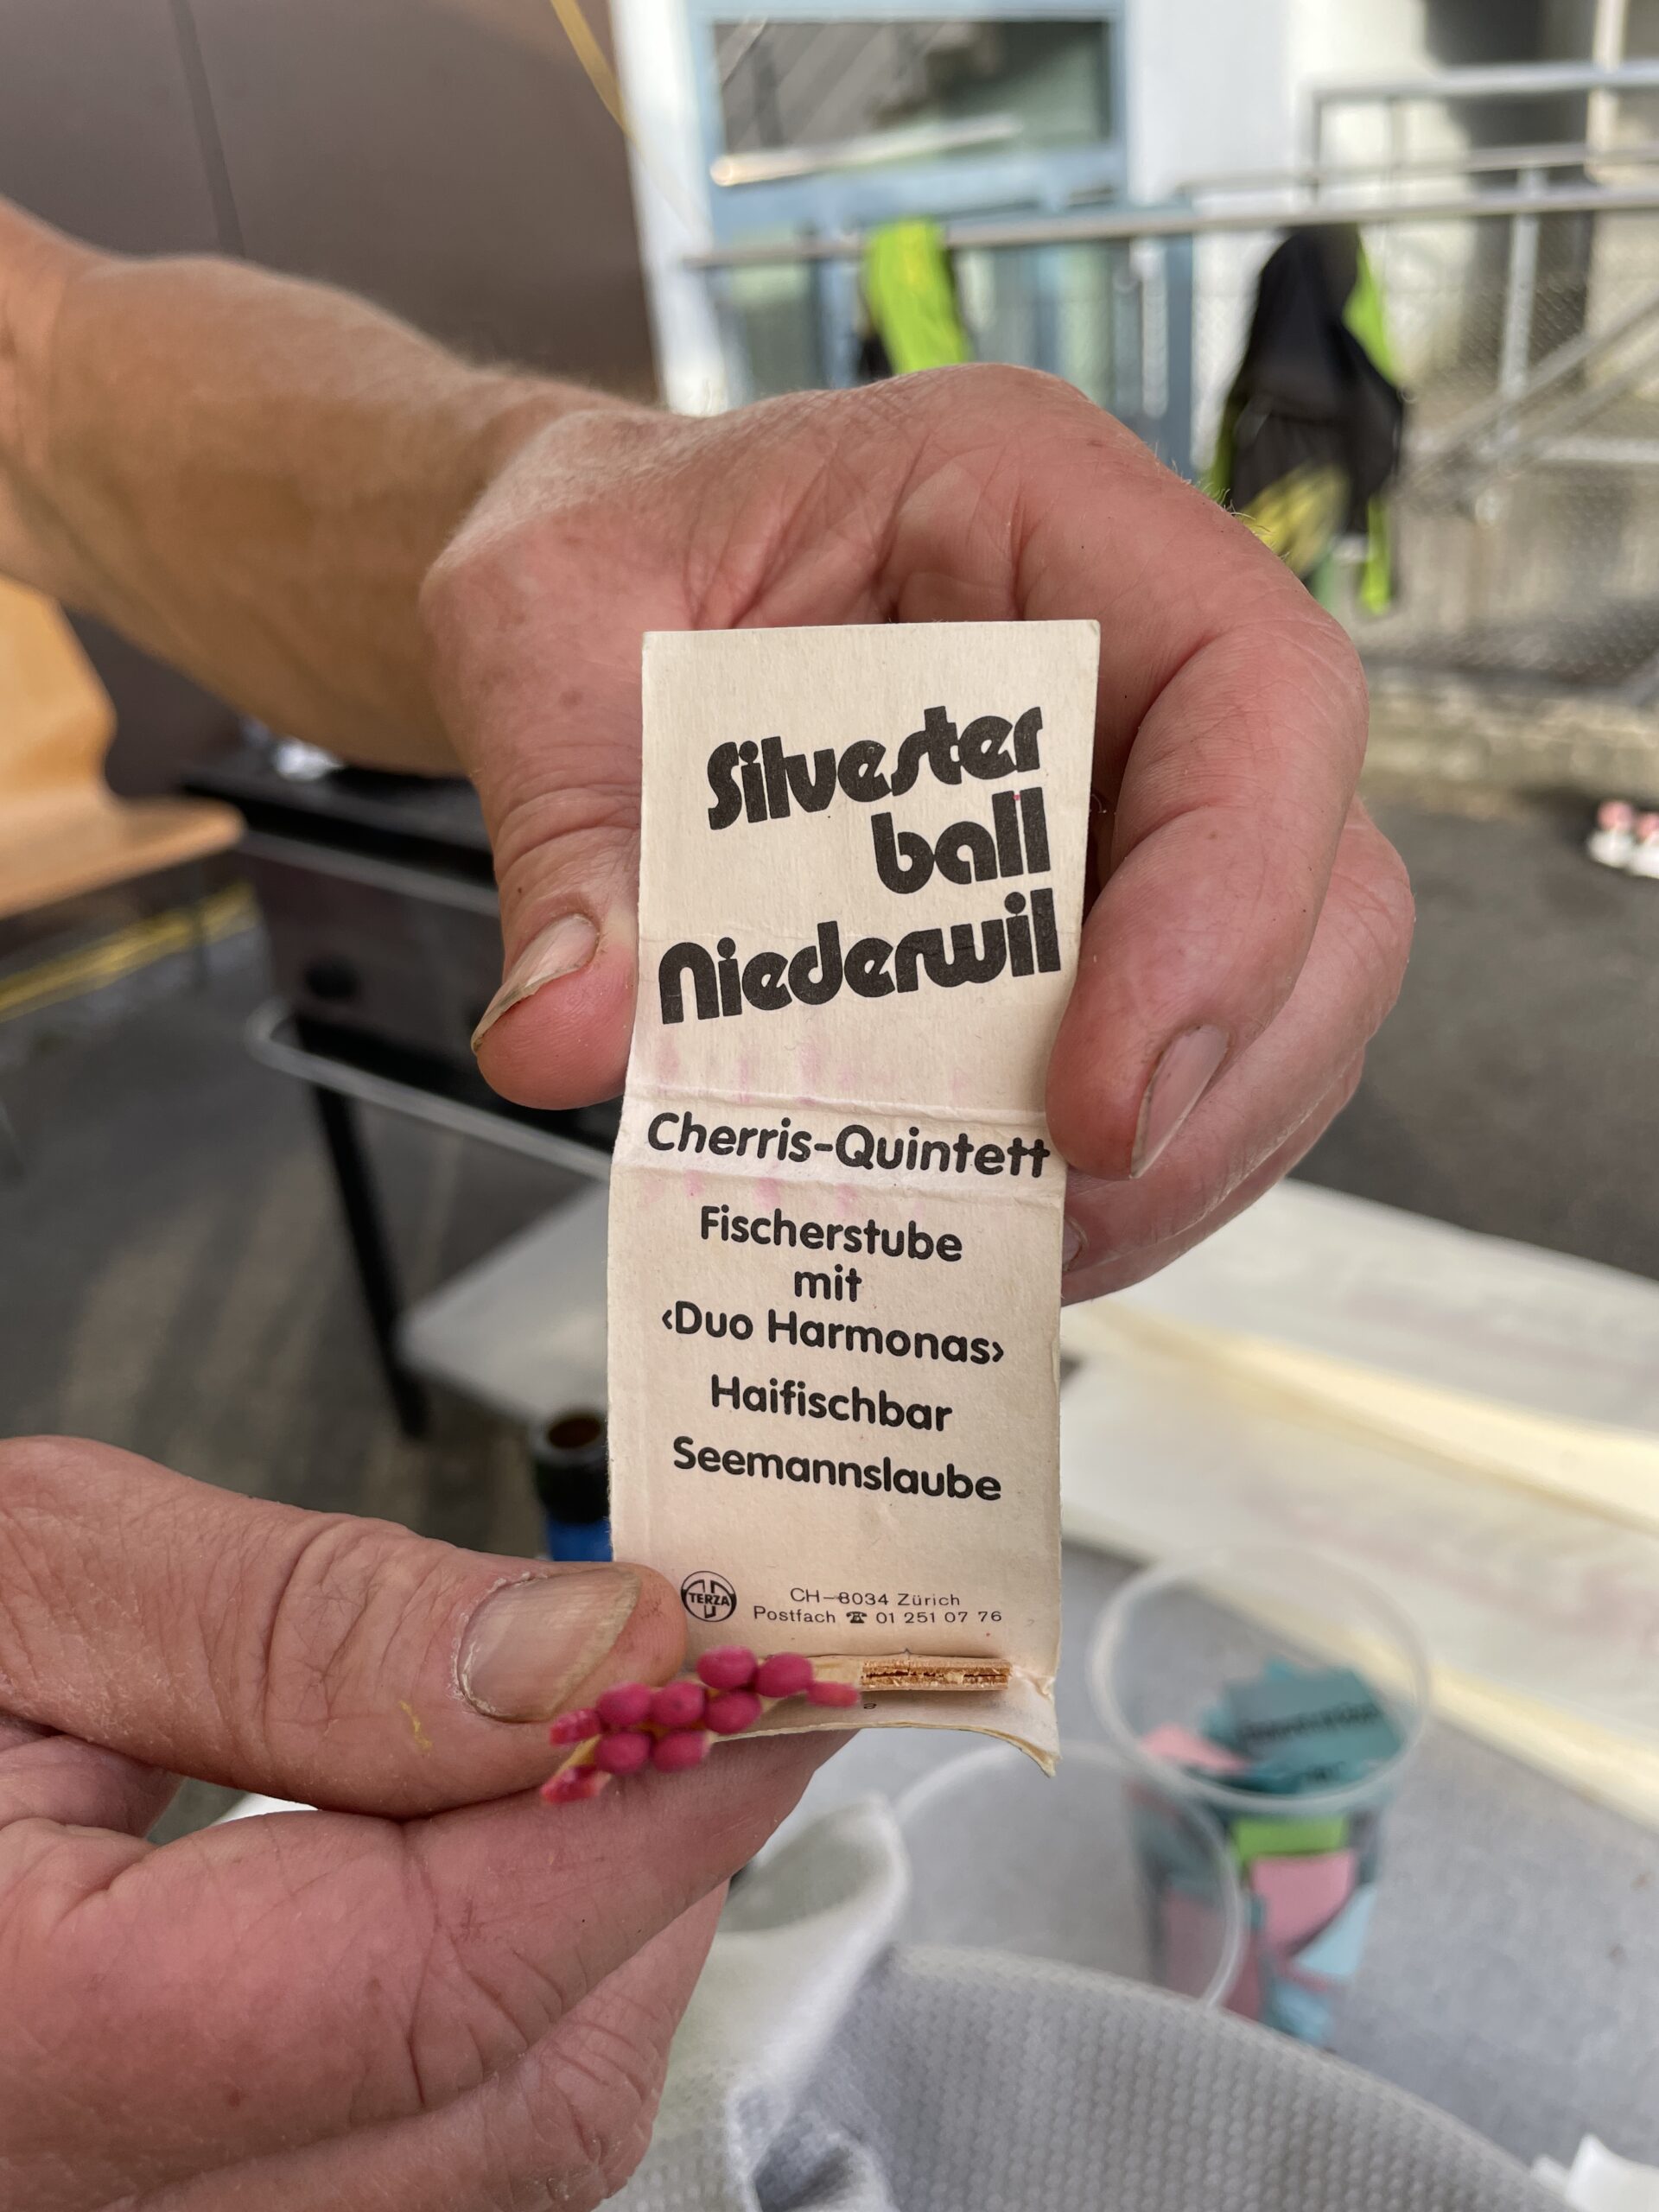 Silvester
ball
Niederwil
Cherris-Quintett
Fischerstube
mit
‹Duo Harmonas›
Haifischbar
Seemannslaube
TERZA
CH-8034 Zürich
Postfach ☎ 01 251 07 76